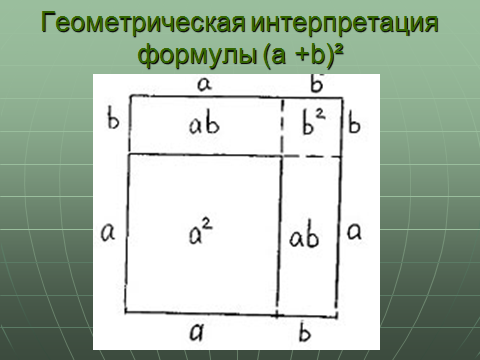 Геометрическая интерпретация
формулы (a +b)²
a b
b ab b² b
a a² ab a
a b